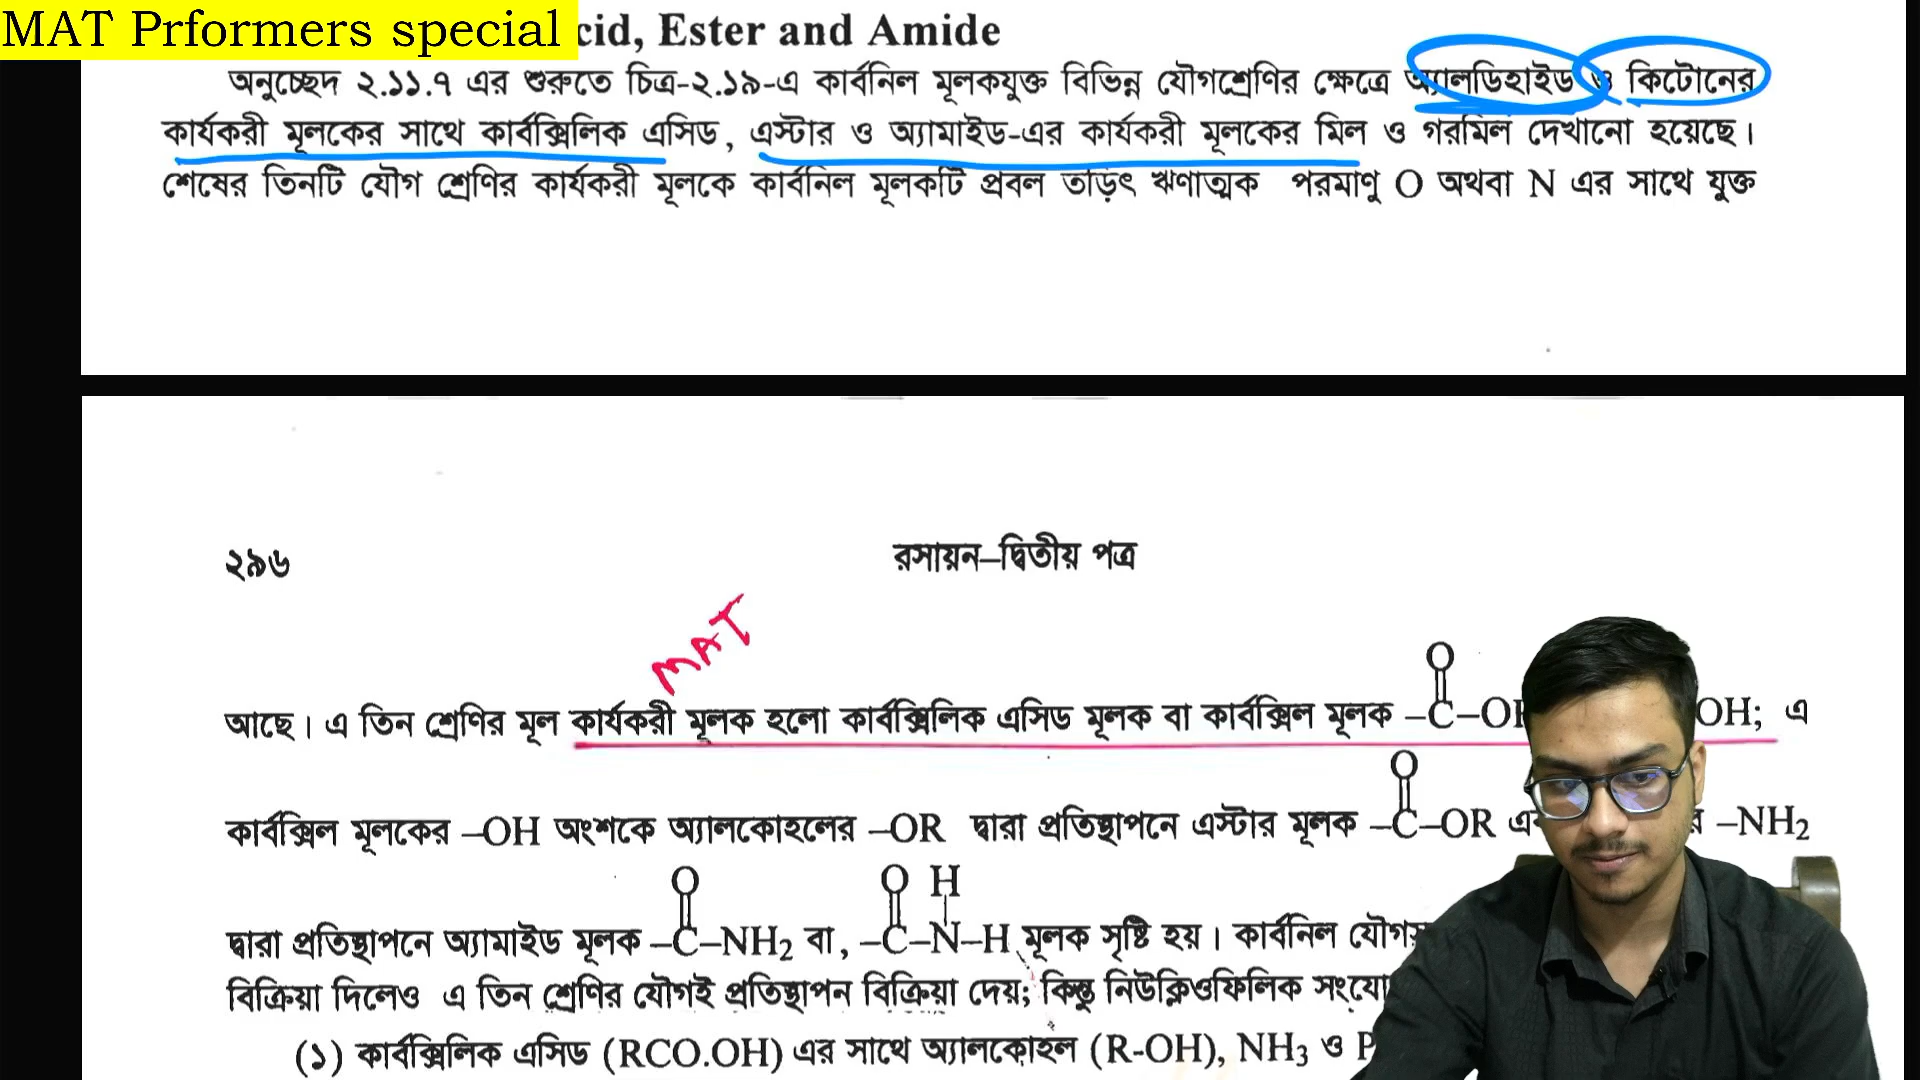 MAT Prformers special
cid, Ester and Amide
অনুচ্ছেদ ২.১১.৭ এর শুরুতে চিত্র-২.১৯-এ কার্বনিল মূলকযুক্ত বিভিন্ন যৌগশ্রেণির ক্ষেত্রে অ্যালডিহাইড ও কিটোনের
কার্যকরী মূলকের সাথে কার্বক্সিলিক এসিড, এস্টার ও অ্যামাইড-এর কার্যকরী মূলকের মিল ও গরমিল দেখানো হয়েছে।
শেষের তিনটি যৌগ শ্রেণির কার্যকরী মূলকে কার্বনিল মূলকটি প্রবল তড়িৎ ঋণাত্মক পরমাণু O অথবা N এর সাথে যুক্ত
২৯৬
রসায়ন–দ্বিতীয় পত্র
MAT
O
আছে। এ তিন শ্রেণির মূল কার্যকরী মূলক হলো কার্বক্সিলিক এসিড মূলক বা কার্বক্সিল মূলক –C–OH OH; এ
O
কার্বক্সিল মূলকের –OH অংশকে অ্যালকোহলের –OR দ্বারা প্রতিস্থাপনে এস্টার মূলক –C–OR –NH₂
O O H
দ্বারা প্রতিস্থাপনে অ্যামাইড মূলক –C–NH₂ বা, –C–N–H মূলক সৃষ্টি হয়। কার্বনিল
বিক্রিয়া দিলেও এ তিন শ্রেণির যৌগই প্রতিস্থাপন বিক্রিয়া দেয়; কিন্তু নিউক্লিওফিলিক
(১) কার্বক্সিলিক এসিড (RCO.OH) এর সাথে অ্যালকোহল (R-OH), NH₃ ও P